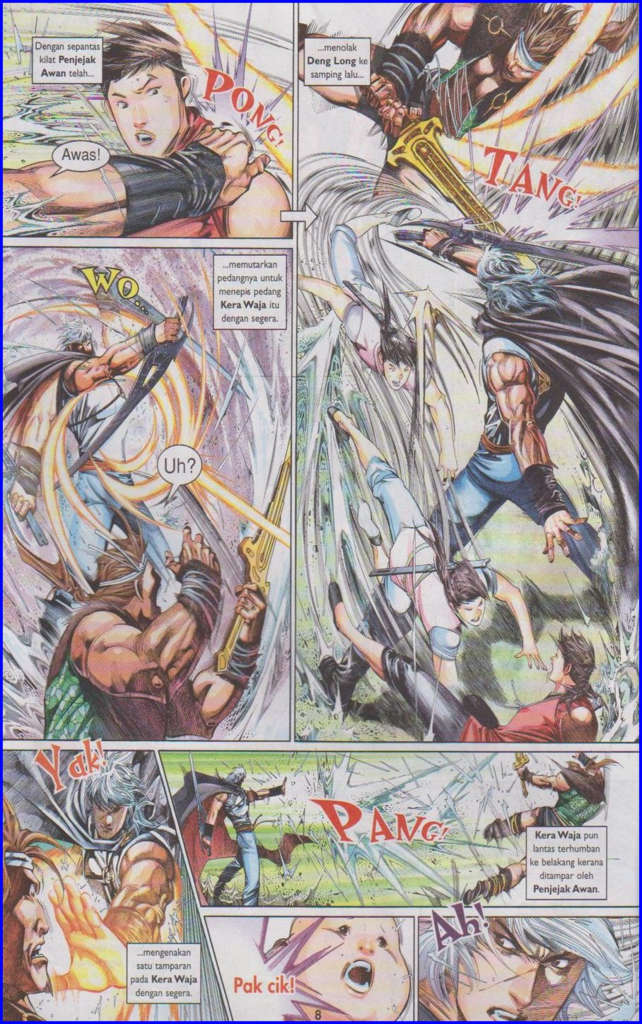 Dengan sepantas
kilat Penjejak
Awan telah...
PONG!
Awas!
...menolak
Deng Long ke
samping lalu...
TANG!
WO..
...memutarkan
pedangnya untuk
menepis pedang
Kera Waja itu
dengan segera.
Uh?
Yak!
...mengenakan
satu tamparan
pada Kera Waja
dengan segera.
PANG!
Kera Waja pun
lantas terhumban
ke belakang kerana
ditampar oleh
Penjejak Awan.
Pak cik!
Ah!
8